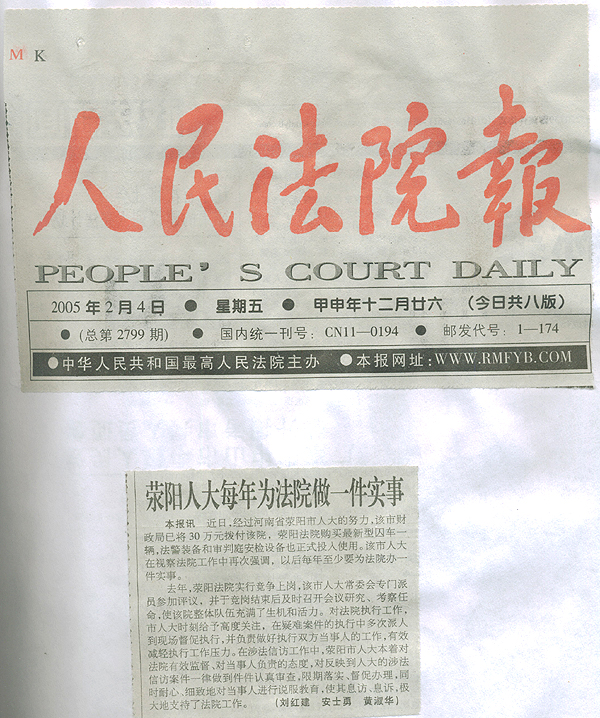 M K
人民法院報
PEOPLE'S COURT DAILY
2005年2月4日 ● 星期五 ● 甲申年十二月廿六 （今日共八版）
●（总第2799期） ● 国内统一刊号：CN11—0194 ● 邮发代号：1—174
●中华人民共和国最高人民法院主办 ●本报网址:WWW.RMFYB.COM
荥阳人大每年为法院做一件实事
本报讯 近日,经过河南省荥阳市人大的努力,该市财
政局已将30万元拨付该院，荥阳法院购买最新型囚车一
辆,法警装备和审判庭安检设备也正式投入使用。该市人大
在视察法院工作中再次强调，以后每年至少要为法院办一
件实事。
去年，荥阳法院实行竞争上岗，该市人大常委会专门派
员参加评议，并于竞岗结束后及时召开会议研究、考察任
命,使该院整体队伍充满了生机和活力。对法院执行工作,
市人大时刻给予高度关注，在疑难案件的执行中多次派人
到现场督促执行,并负责做好执行双方当事人的工作,有效
减轻执行工作压力。在涉法信访工作中,荥阳市人大本着对
法院有效监督、对当事人负责的态度,对反映到人大的涉法
信访案件一律做到件件认真审查,限期落实、督促办理,同
时耐心、细致地对当事人进行说服教育,使其息访、息诉,极
大地支持了法院工作。 （刘红建 安士勇 黄淑华）